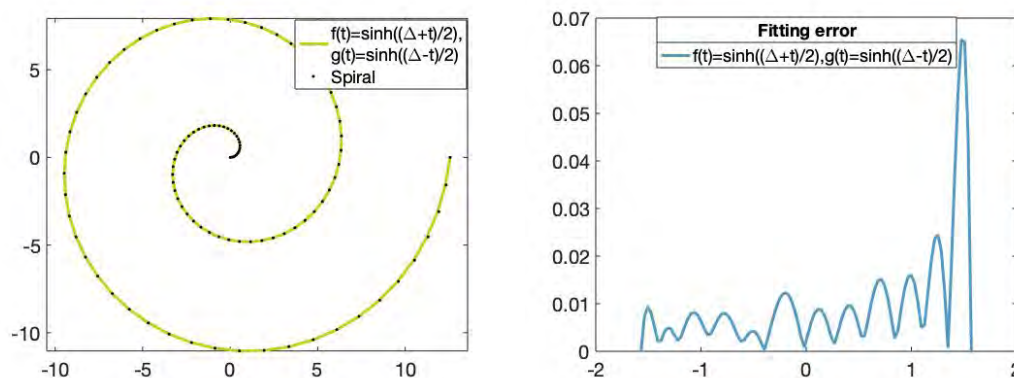 f(t)=sinh((Δ+t)/2),
g(t)=sinh((Δ-t)/2)
Spiral
5
0
-5
-10
-10 -5 0 5 10
Fitting error
f(t)=sinh((Δ+t)/2),g(t)=sinh((Δ-t)/2)
0.07
0.06
0.05
0.04
0.03
0.02
0.01
0
-2 -1 0 1 2